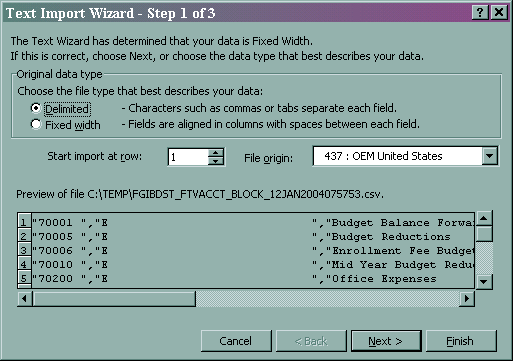 Text Import Wizard - Step 1 of 3
The Text Wizard has determined that your data is Fixed Width.
If this is correct, choose Next, or choose the data type that best describes your data.
Original data type
Choose the file type that best describes your data:
Delimited - Characters such as commas or tabs separate each field.
Fixed width - Fields are aligned in columns with spaces between each field.
Start import at row: 1 File origin: 437 : OEM United States
Preview of file C:\TEMP\FGIBDST_FTVACCT_BLOCK_12JAN2004075753.csv.
1 "70001 ","E ","Budget Balance Forwa
2 "70005 ","E ","Budget Reductions
3 "70006 ","E ","Enrollment Fee Budget
4 "70010 ","E ","Mid Year Budget Reduc
5 "70200 ","E ","Office Expenses
Cancel < Back Next > Finish